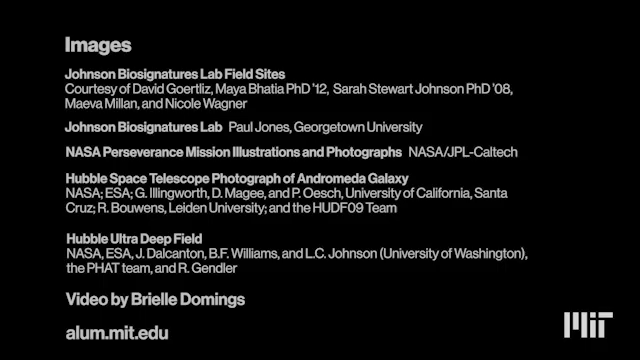 Images
Johnson Biosignatures Lab Field Sites
Courtesy of David Goertliz, Maya Bhatia PhD '12, Sarah Stewart Johnson PhD '08,
Maeva Millan, and Nicole Wagner
Johnson Biosignatures Lab Paul Jones, Georgetown University
NASA Perseverance Mission Illustrations and Photographs NASA/JPL-Caltech
Hubble Space Telescope Photograph of Andromeda Galaxy
NASA; ESA; G. Illingworth, D. Magee, and P. Oesch, University of California, Santa
Cruz; R. Bouwens, Leiden University; and the HUDF09 Team
Hubble Ultra Deep Field
NASA, ESA, J. Dalcanton, B.F. Williams, and L.C. Johnson (University of Washington),
the PHAT team, and R. Gendler
Video by Brielle Domings
alum.mit.edu
MIT